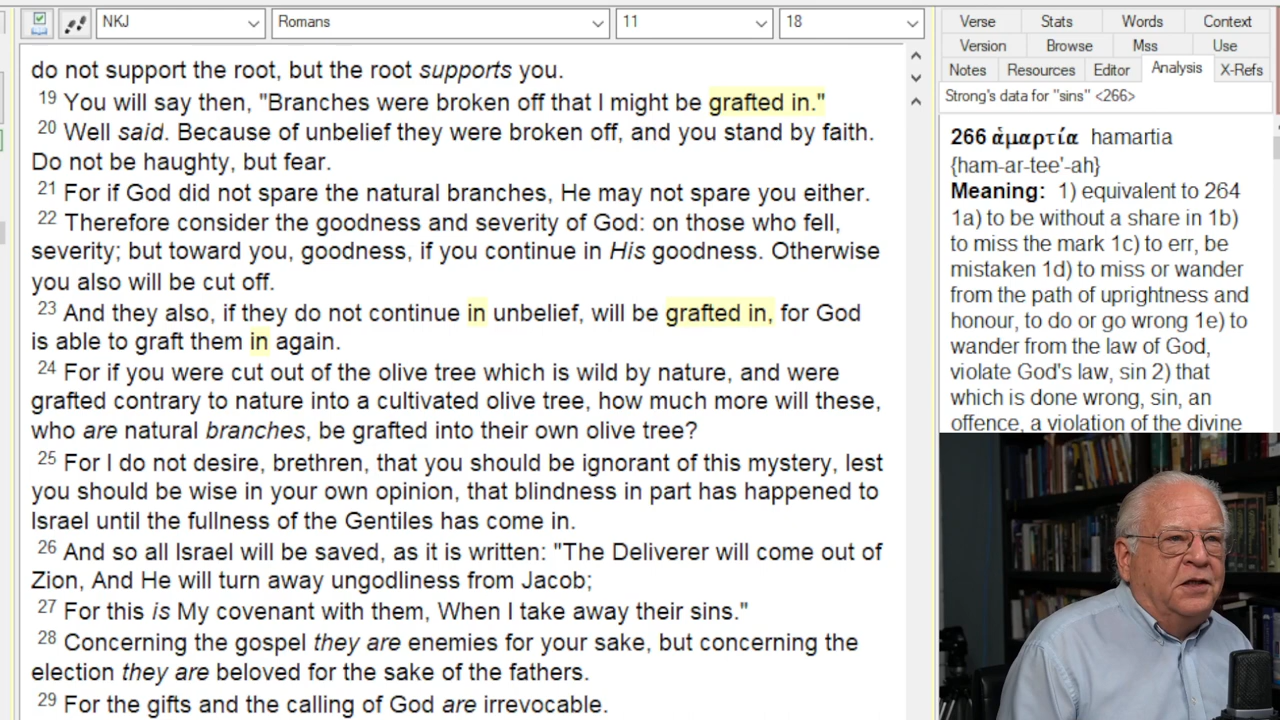 NKJ Romans 11 18
do not support the root, but the root supports you.
19 You will say then, "Branches were broken off that I might be grafted in."
20 Well said. Because of unbelief they were broken off, and you stand by faith.
Do not be haughty, but fear.
21 For if God did not spare the natural branches, He may not spare you either.
22 Therefore consider the goodness and severity of God: on those who fell,
severity; but toward you, goodness, if you continue in His goodness. Otherwise
you also will be cut off.
23 And they also, if they do not continue in unbelief, will be grafted in, for God
is able to graft them in again.
24 For if you were cut out of the olive tree which is wild by nature, and were
grafted contrary to nature into a cultivated olive tree, how much more will these,
who are natural branches, be grafted into their own olive tree?
25 For I do not desire, brethren, that you should be ignorant of this mystery, lest
you should be wise in your own opinion, that blindness in part has happened to
Israel until the fullness of the Gentiles has come in.
26 And so all Israel will be saved, as it is written: "The Deliverer will come out of
Zion, And He will turn away ungodliness from Jacob;
27 For this is My covenant with them, When I take away their sins."
28 Concerning the gospel they are enemies for your sake, but concerning the
election they are beloved for the sake of the fathers.
29 For the gifts and the calling of God are irrevocable.
Verse Stats Words Context
Version Browse Mss Use
Notes Resources Editor Analysis X-Refs
Strong's data for "sins" <266>
266 ἁμαρτία hamartia
{ham-ar-tee'-ah}
Meaning: 1) equivalent to 264
1a) to be without a share in 1b)
to miss the mark 1c) to err, be
mistaken 1d) to miss or wander
from the path of uprightness and
honour, to do or go wrong 1e) to
wander from the law of God,
violate God's law, sin 2) that
which is done wrong, sin, an
offence, a violation of the divine